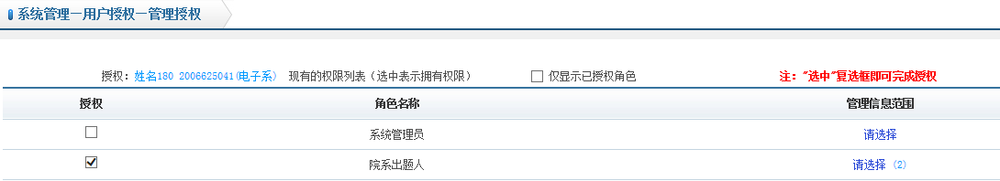 系统管理—用户授权—管理授权
授权：姓名180 2006625041(电子系) 现有的权限列表（选中表示拥有权限） 仅显示已授权角色 注："选中"复选框即可完成授权
授权 角色名称 管理信息范围
系统管理员 请选择
院系出题人 请选择 (2)